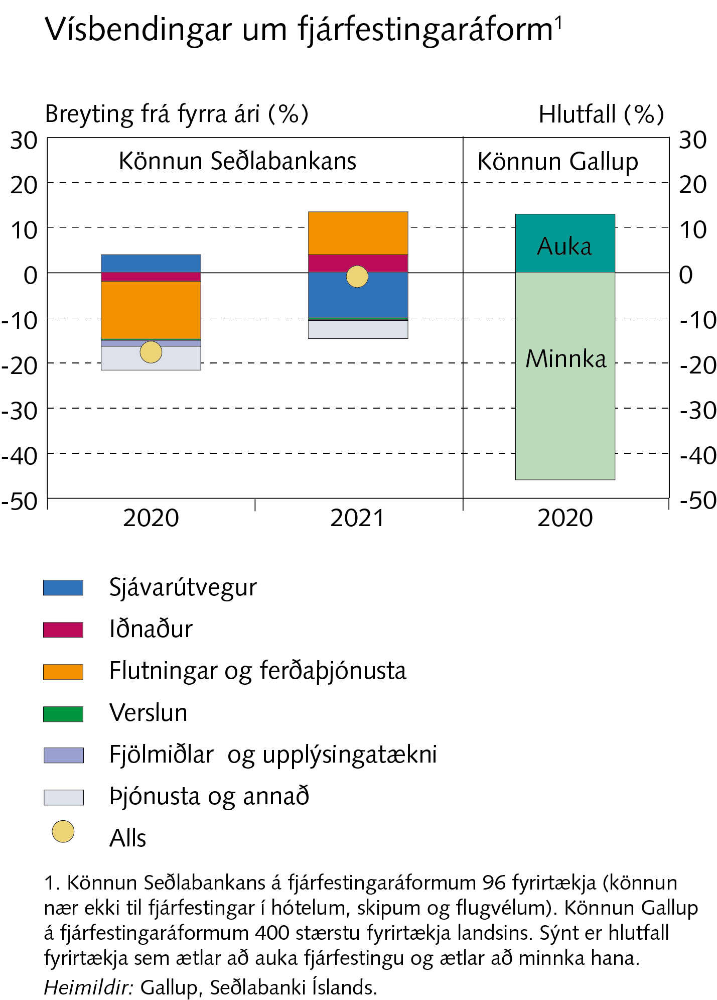 Vísbendingar um fjárfestingaráform¹
Breyting frá fyrra ári (%)
Hlutfall (%)
30
20
10
0
-10
-20
-30
-40
-50
Könnun Seðlabankans
Könnun Gallup
Auka
Minnka
30
20
10
0
-10
-20
-30
-40
-50
2020
2021
2020
Sjávarútvegur
Iðnaður
Flutningar og ferðaþjónusta
Verslun
Fjölmiðlar og upplýsingatækni
Þjónusta og annað
Alls
1. Könnun Seðlabankans á fjárfestingaráformum 96 fyrirtækja (könnun
nær ekki til fjárfestingar í hótelum, skipum og flugvélum). Könnun Gallup
á fjárfestingaráformum 400 stærstu fyrirtækja landsins. Sýnt er hlutfall
fyrirtækja sem ætlar að auka fjárfestingu og ætlar að minnka hana.
Heimildir: Gallup, Seðlabanki Íslands.